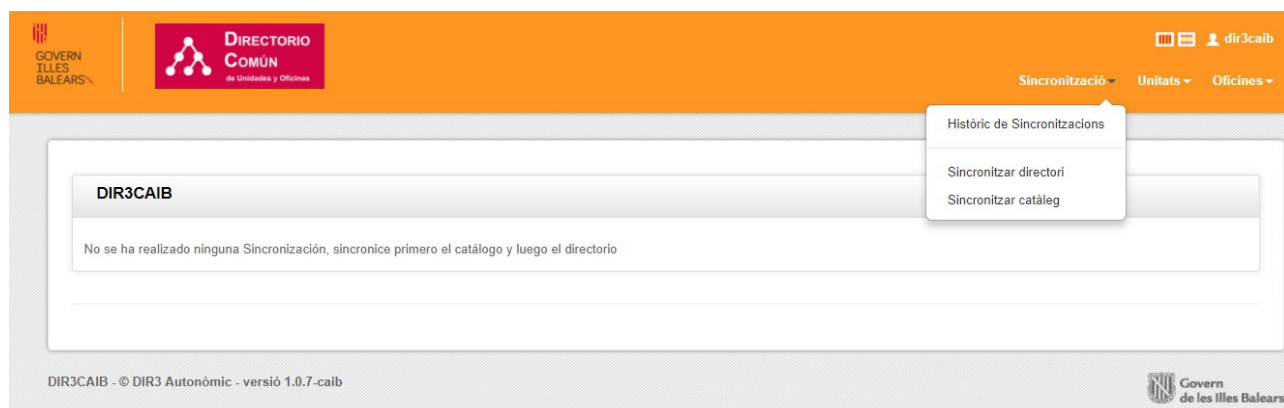 GOVERN
ILLES
BALEARS
DIRECTORIO
COMÚN
de Unidades y Oficinas
dir3caib
Sincronització Unitats Oficines
Històric de Sincronitzacions
Sincronitzar directori
Sincronitzar catàleg
DIR3CAIB
No se ha realizado ninguna Sincronización, sincronice primero el catálogo y luego el directorio
DIR3CAIB - © DIR3 Autonòmic - versió 1.0.7-caib
Govern
de les Illes Balears